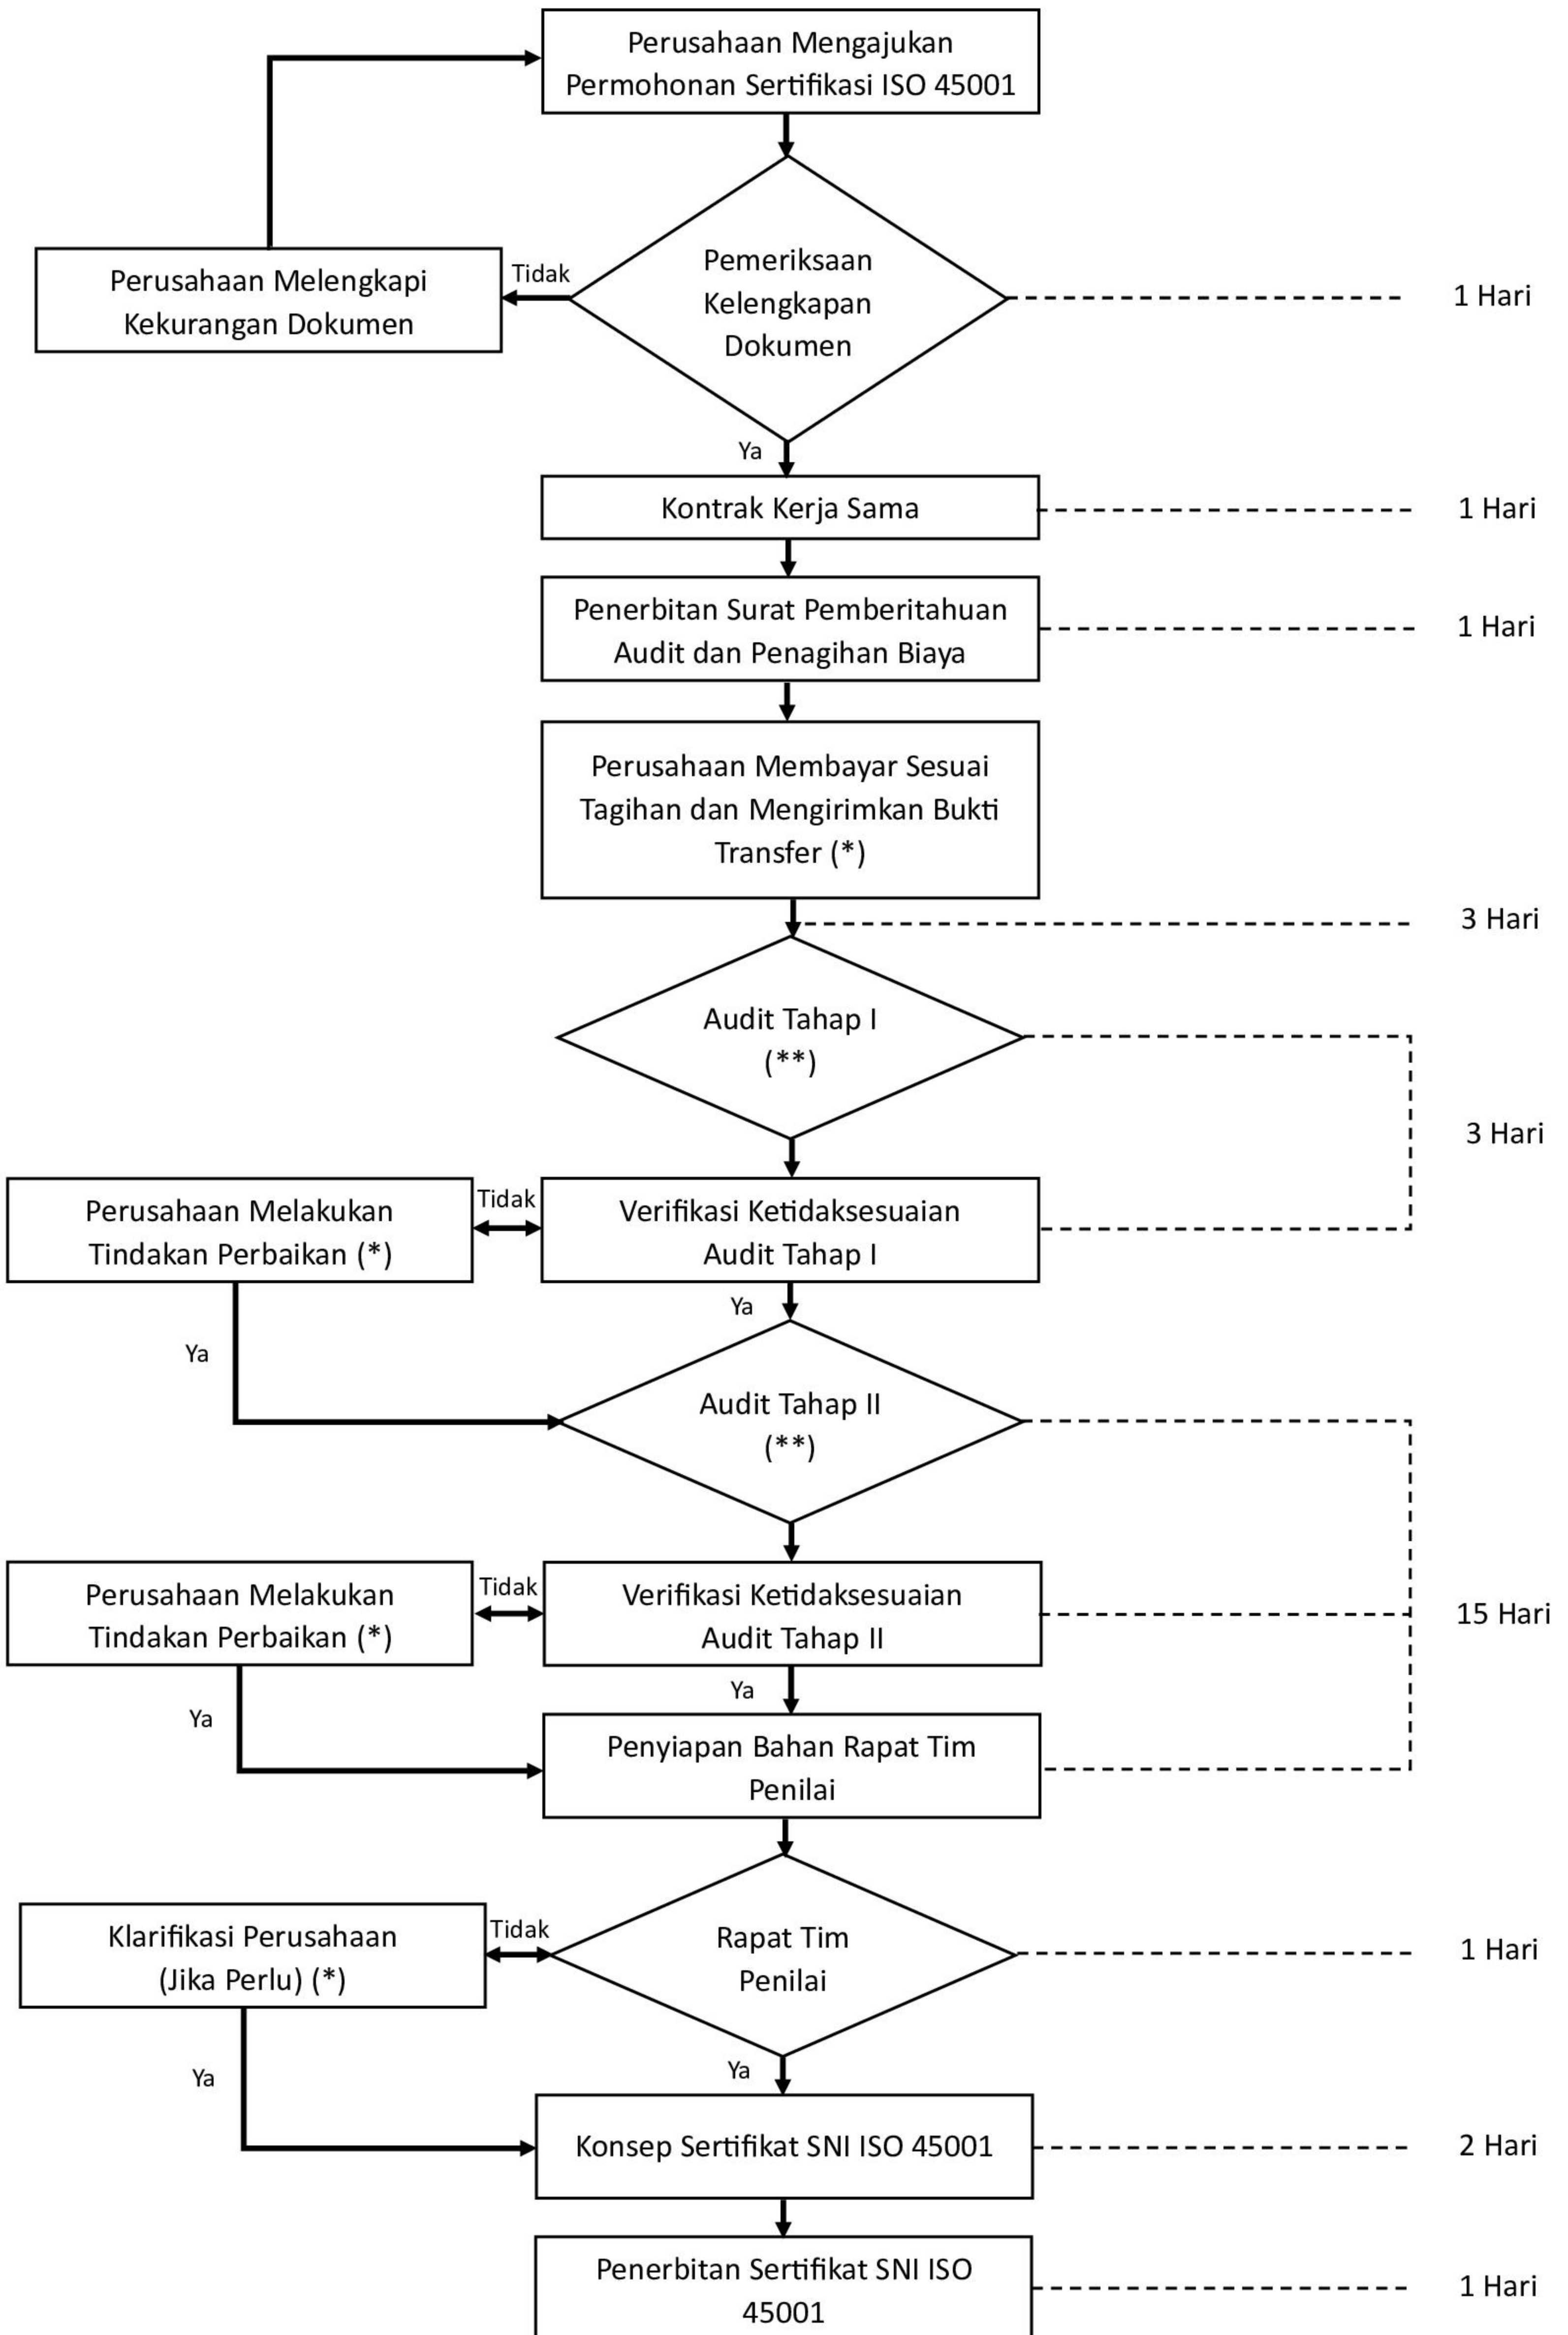 Perusahaan Mengajukan
Permohonan Sertifikasi ISO 45001
Pemeriksaan
Kelengkapan
Dokumen
Tidak
Perusahaan Melengkapi
Kekurangan Dokumen
1 Hari
Ya
Kontrak Kerja Sama
1 Hari
Penerbitan Surat Pemberitahuan
Audit dan Penagihan Biaya
1 Hari
Perusahaan Membayar Sesuai
Tagihan dan Mengirimkan Bukti
Transfer (*)
3 Hari
Audit Tahap I
(**)
3 Hari
Perusahaan Melakukan
Tindakan Perbaikan (*)
Tidak
Verifikasi Ketidaksesuaian
Audit Tahap I
Ya
Ya
Audit Tahap II
(**)
Perusahaan Melakukan
Tindakan Perbaikan (*)
Tidak
Verifikasi Ketidaksesuaian
Audit Tahap II
15 Hari
Ya
Ya
Penyiapan Bahan Rapat Tim
Penilai
Klarifikasi Perusahaan
(Jika Perlu) (*)
Tidak
Rapat Tim
Penilai
1 Hari
Ya
Ya
Konsep Sertifikat SNI ISO 45001
2 Hari
Penerbitan Sertifikat SNI ISO
45001
1 Hari